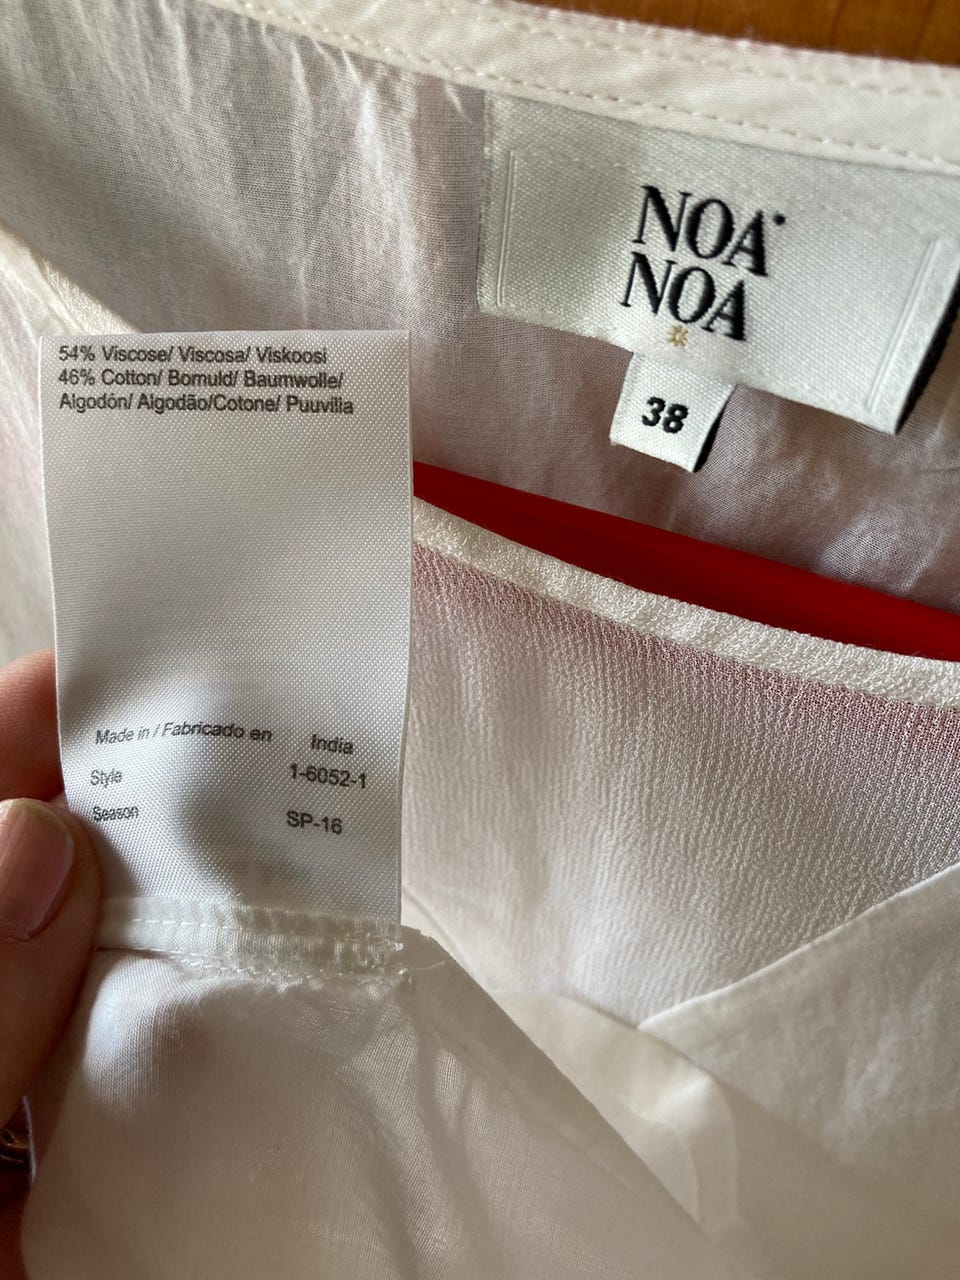 NOA
NOA
38
54% Viscose/ Viscosa/ Viskoosi
46% Cotton/ Bomuld/ Baumwolle/
Algodón/ Algodão/Cotone/ Puuvilla
Made in / Fabricado en India
Style 1-6052-1
Season SP-16